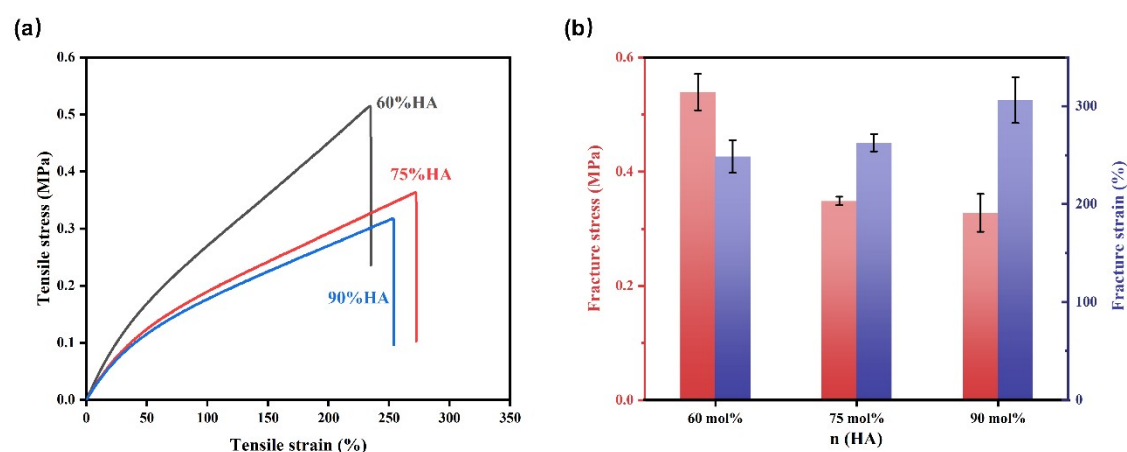 (a)
0.6
0.5
0.4
0.3
0.2
0.1
0.0
Tensile stress (MPa)
60%HA
75%HA
90%HA
0 50 100 150 200 250 300 350
Tensile strain (%)
(b)
0.6
0.4
0.2
0.0
Fracture stress (MPa)
300
200
100
0
Fracture strain (%)
60 mol% 75 mol% 90 mol%
n (HA)